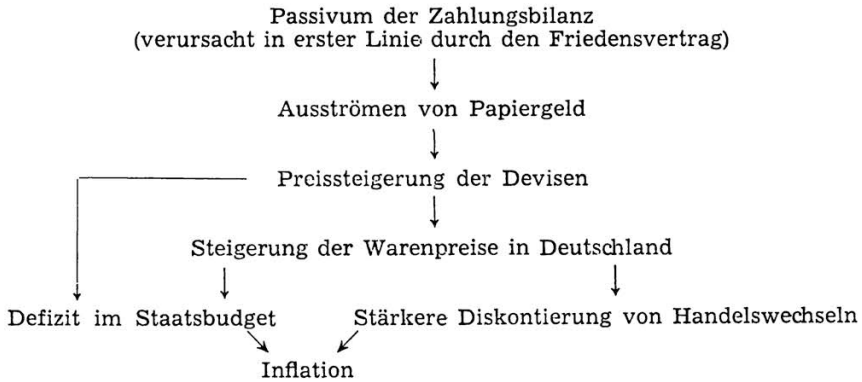 Passivum der Zahlungsbilanz
(verursacht in erster Linie durch den Friedensvertrag)
Ausströmen von Papiergeld
Preissteigerung der Devisen
Steigerung der Warenpreise in Deutschland
Defizit im Staatsbudget
Stärkere Diskontierung von Handelswechseln
Inflation